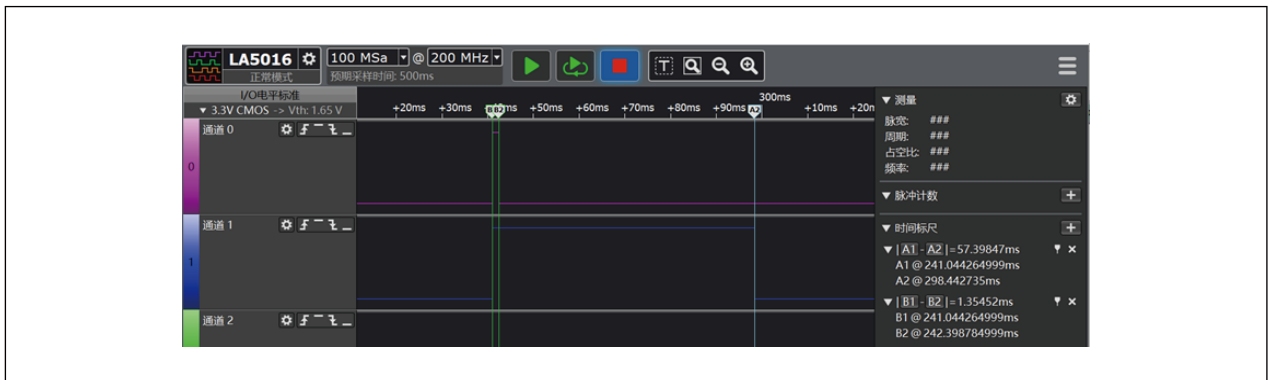 LA5016
正常模式
100 MSa @ 200 MHz
预期采样时间: 500ms
I/O电平标准
3.3V CMOS -> Vth: 1.65 V
+20ms +30ms +50ms +60ms +70ms +80ms +90ms 300ms +10ms
B2 A2
通道 0
0
通道 1
1
通道 2
测量
脉宽: ###
周期: ###
占空比: ###
频率: ###
脉冲计数
时间标尺
| A1 - A2 |=57.39847ms
A1 @ 241.044264999ms
A2 @ 298.442735ms
| B1 - B2 |=1.35452ms
B1 @ 241.044264999ms
B2 @ 242.398784999ms